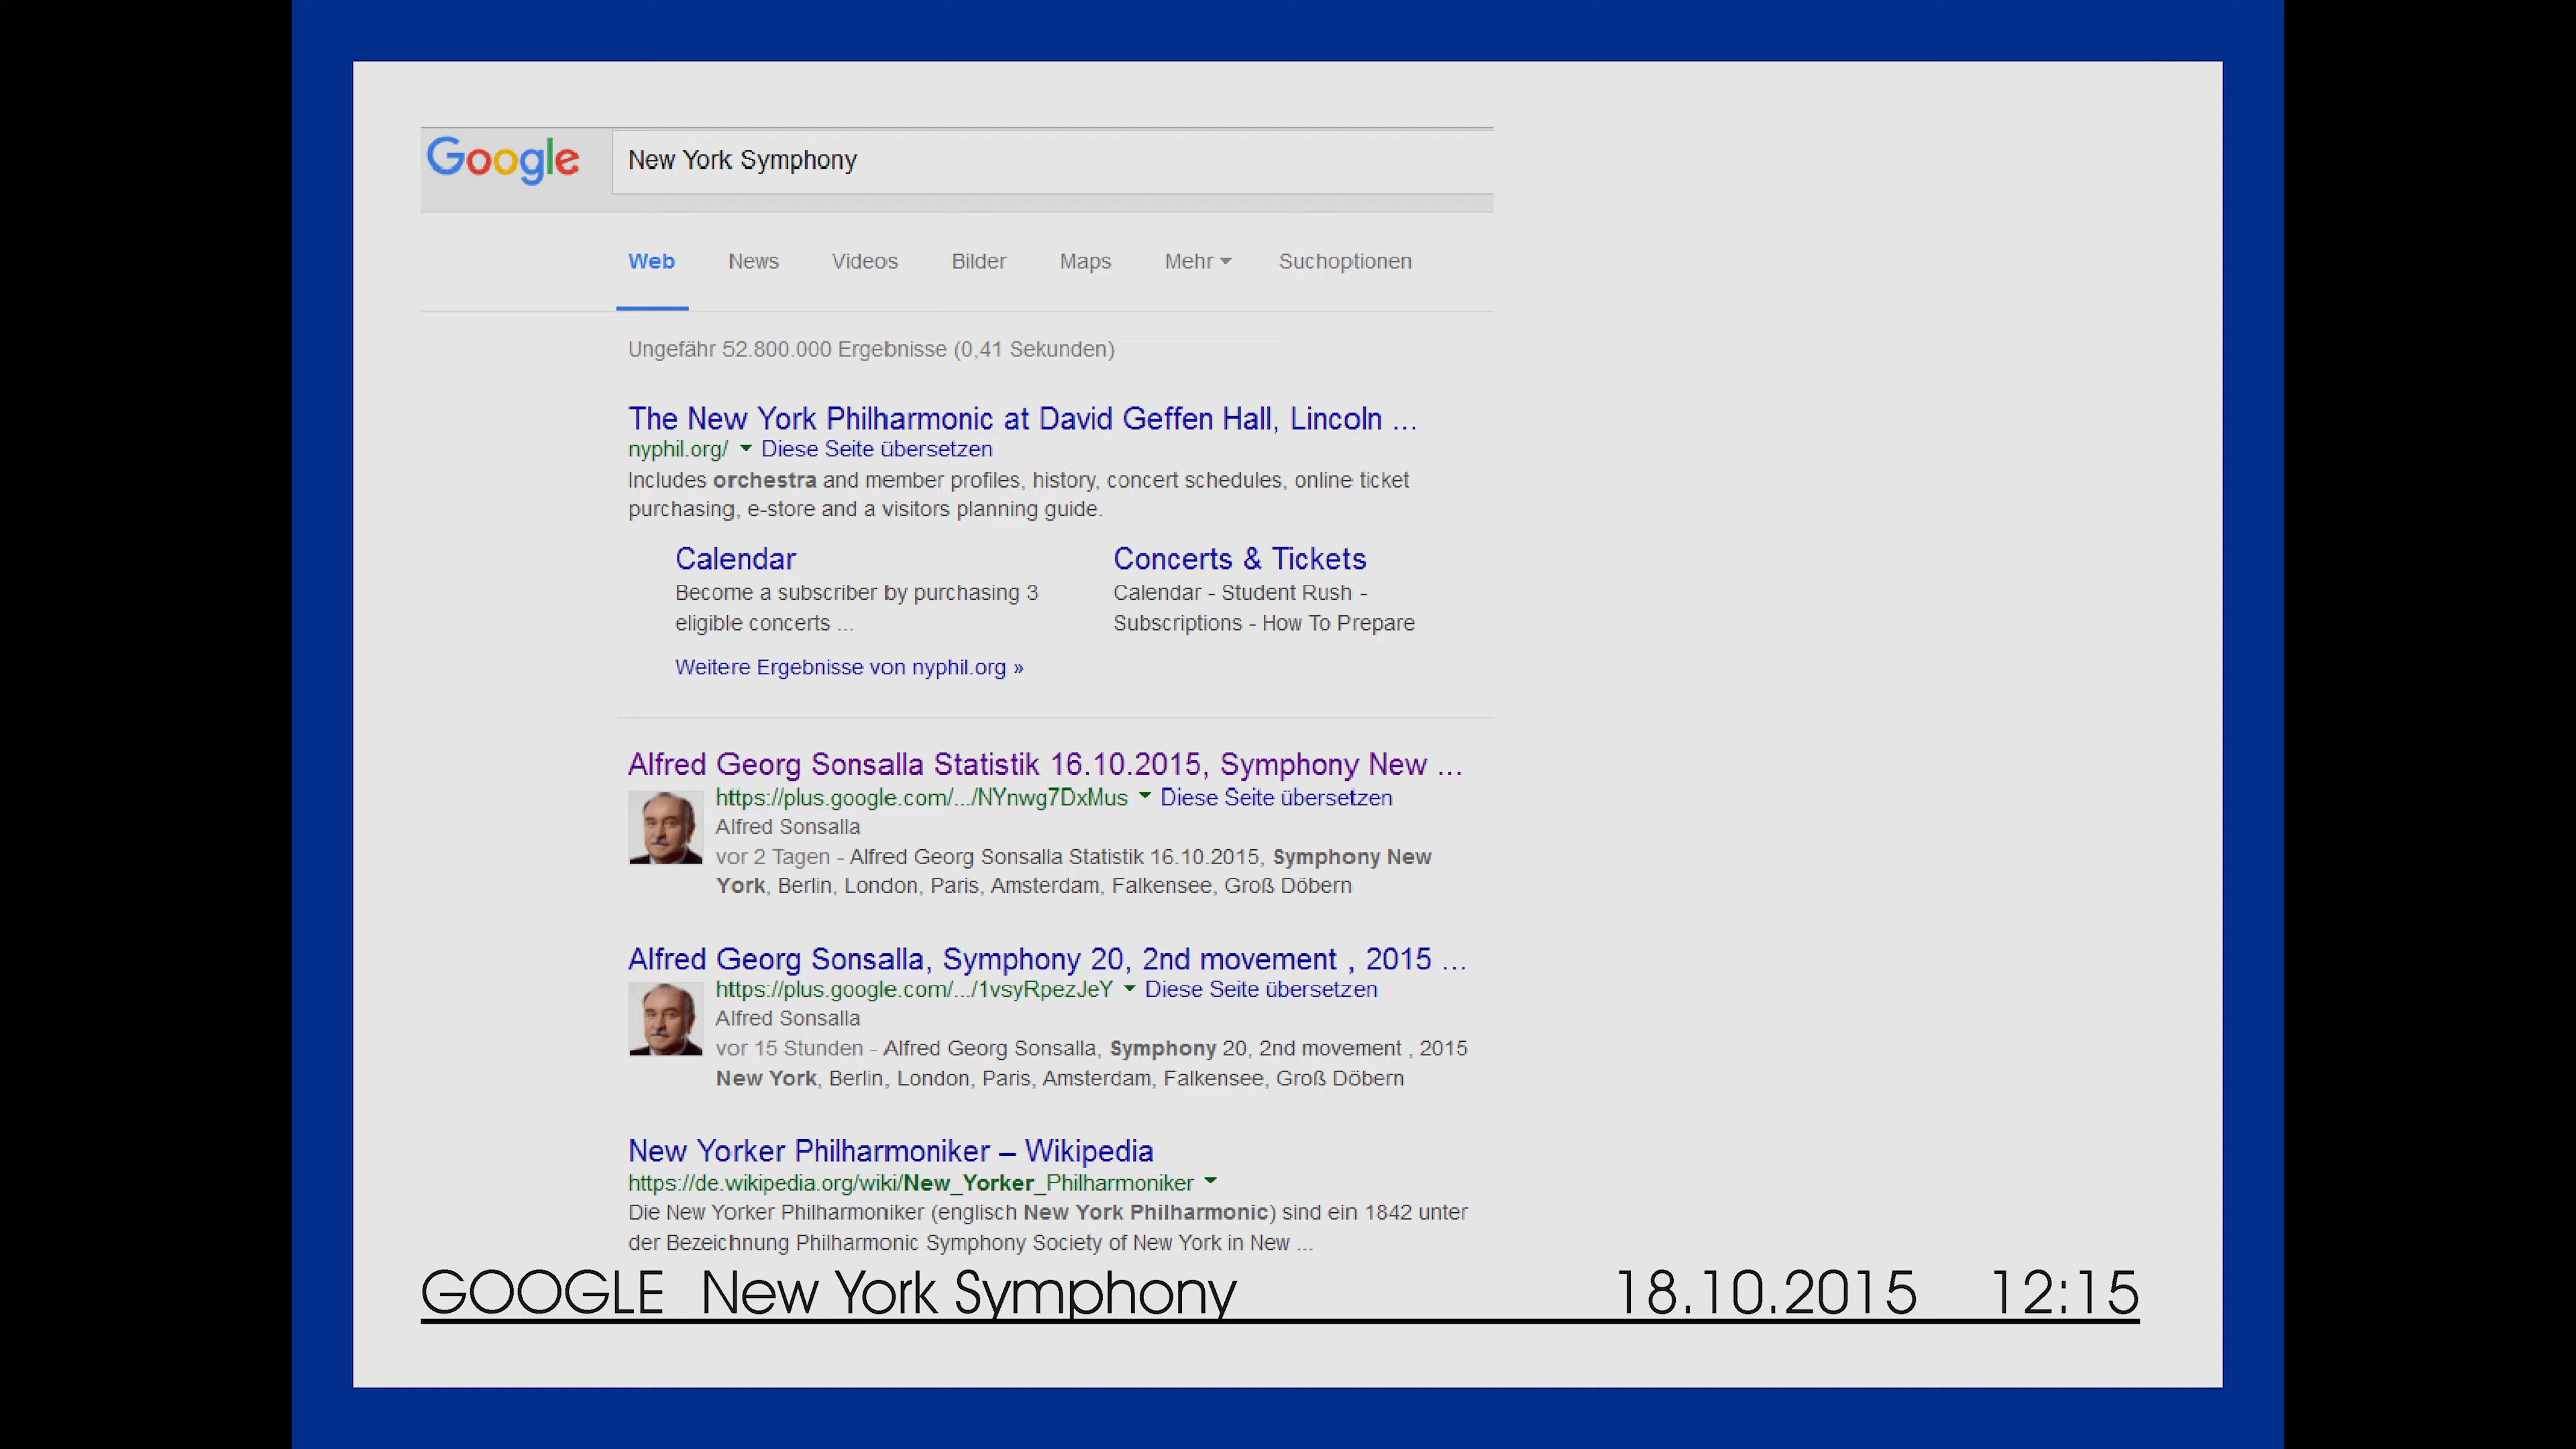 Google New York Symphony
Web News Videos Bilder Maps Mehr Suchoptionen
Ungefähr 52.800.000 Ergebnisse (0,41 Sekunden)
The New York Philharmonic at David Geffen Hall, Lincoln ...
nyphil.org/ Diese Seite übersetzen
Includes orchestra and member profiles, history, concert schedules, online ticket
purchasing, e-store and a visitors planning guide.
Calendar
Become a subscriber by purchasing 3
eligible concerts ...
Concerts & Tickets
Calendar - Student Rush -
Subscriptions - How To Prepare
Weitere Ergebnisse von nyphil.org »
Alfred Georg Sonsalla Statistik 16.10.2015, Symphony New ...
https://plus.google.com/.../NYnwg7DxMus Diese Seite übersetzen
Alfred Sonsalla
vor 2 Tagen - Alfred Georg Sonsalla Statistik 16.10.2015, Symphony New
York, Berlin, London, Paris, Amsterdam, Falkensee, Groß Döbern
Alfred Georg Sonsalla, Symphony 20, 2nd movement , 2015 ...
https://plus.google.com/.../1vsyRpezJeY Diese Seite übersetzen
Alfred Sonsalla
vor 15 Stunden - Alfred Georg Sonsalla, Symphony 20, 2nd movement , 2015
New York, Berlin, London, Paris, Amsterdam, Falkensee, Groß Döbern
New Yorker Philharmoniker – Wikipedia
https://de.wikipedia.org/wiki/New_Yorker_Philharmoniker
Die New Yorker Philharmoniker (englisch New York Philharmonic) sind ein 1842 unter
der Bezeichnung Philharmonic Symphony Society of New York in New ...
GOOGLE New York Symphony 18.10.2015 12:15